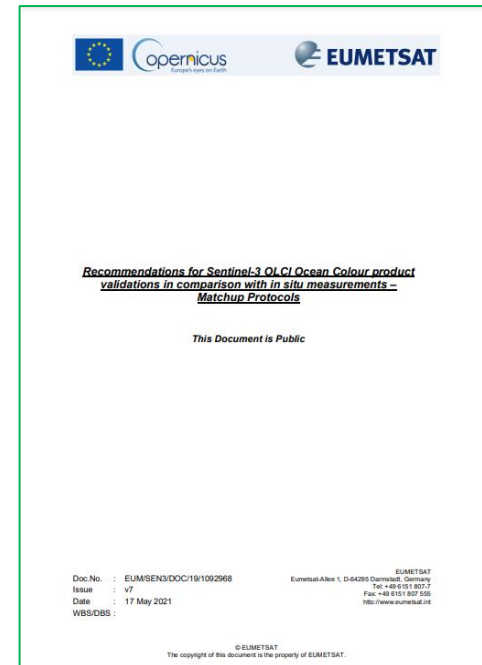 Copernicus
Europe's eyes on Earth
EUMETSAT
Recommendations for Sentinel-3 OLCI Ocean Colour product
validations in comparison with in situ measurements –
Matchup Protocols
This Document is Public
Doc.No. : EUM/SEN3/DOC/19/1092968
Issue : v7
Date : 17 May 2021
WBS/DBS :
EUMETSAT
Eumetsat-Allee 1, D-64295 Darmstadt, Germany
Tel: +49 6151 807-7
Fax: +49 6151 807 555
http://www.eumetsat.int
© EUMETSAT
The copyright of this document is the property of EUMETSAT.